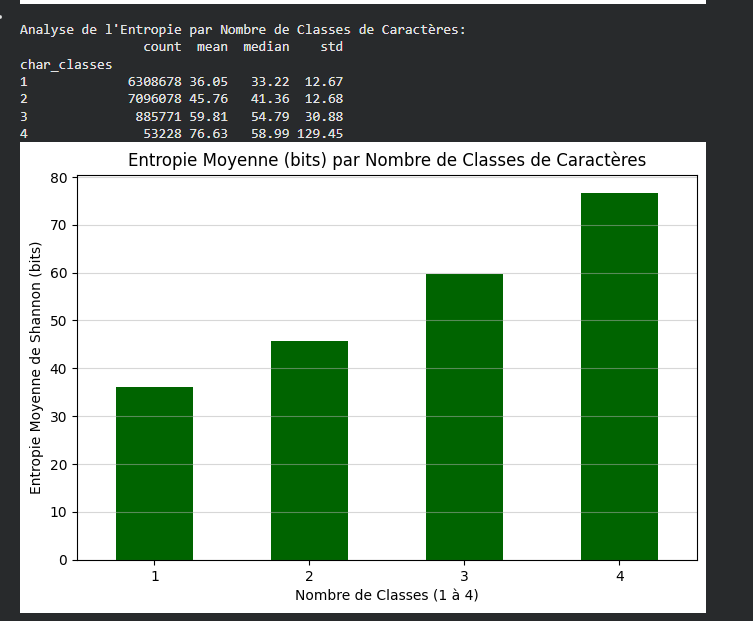 Analyse de l'Entropie par Nombre de Classes de Caractères:
count mean median std
char_classes
1 6308678 36.05 33.22 12.67
2 7096078 45.76 41.36 12.68
3 885771 59.81 54.79 30.88
4 53228 76.63 58.99 129.45
Entropie Moyenne (bits) par Nombre de Classes de Caractères
Entropie Moyenne de Shannon (bits)
80
70
60
50
40
30
20
10
0
1 2 3 4
Nombre de Classes (1 à 4)